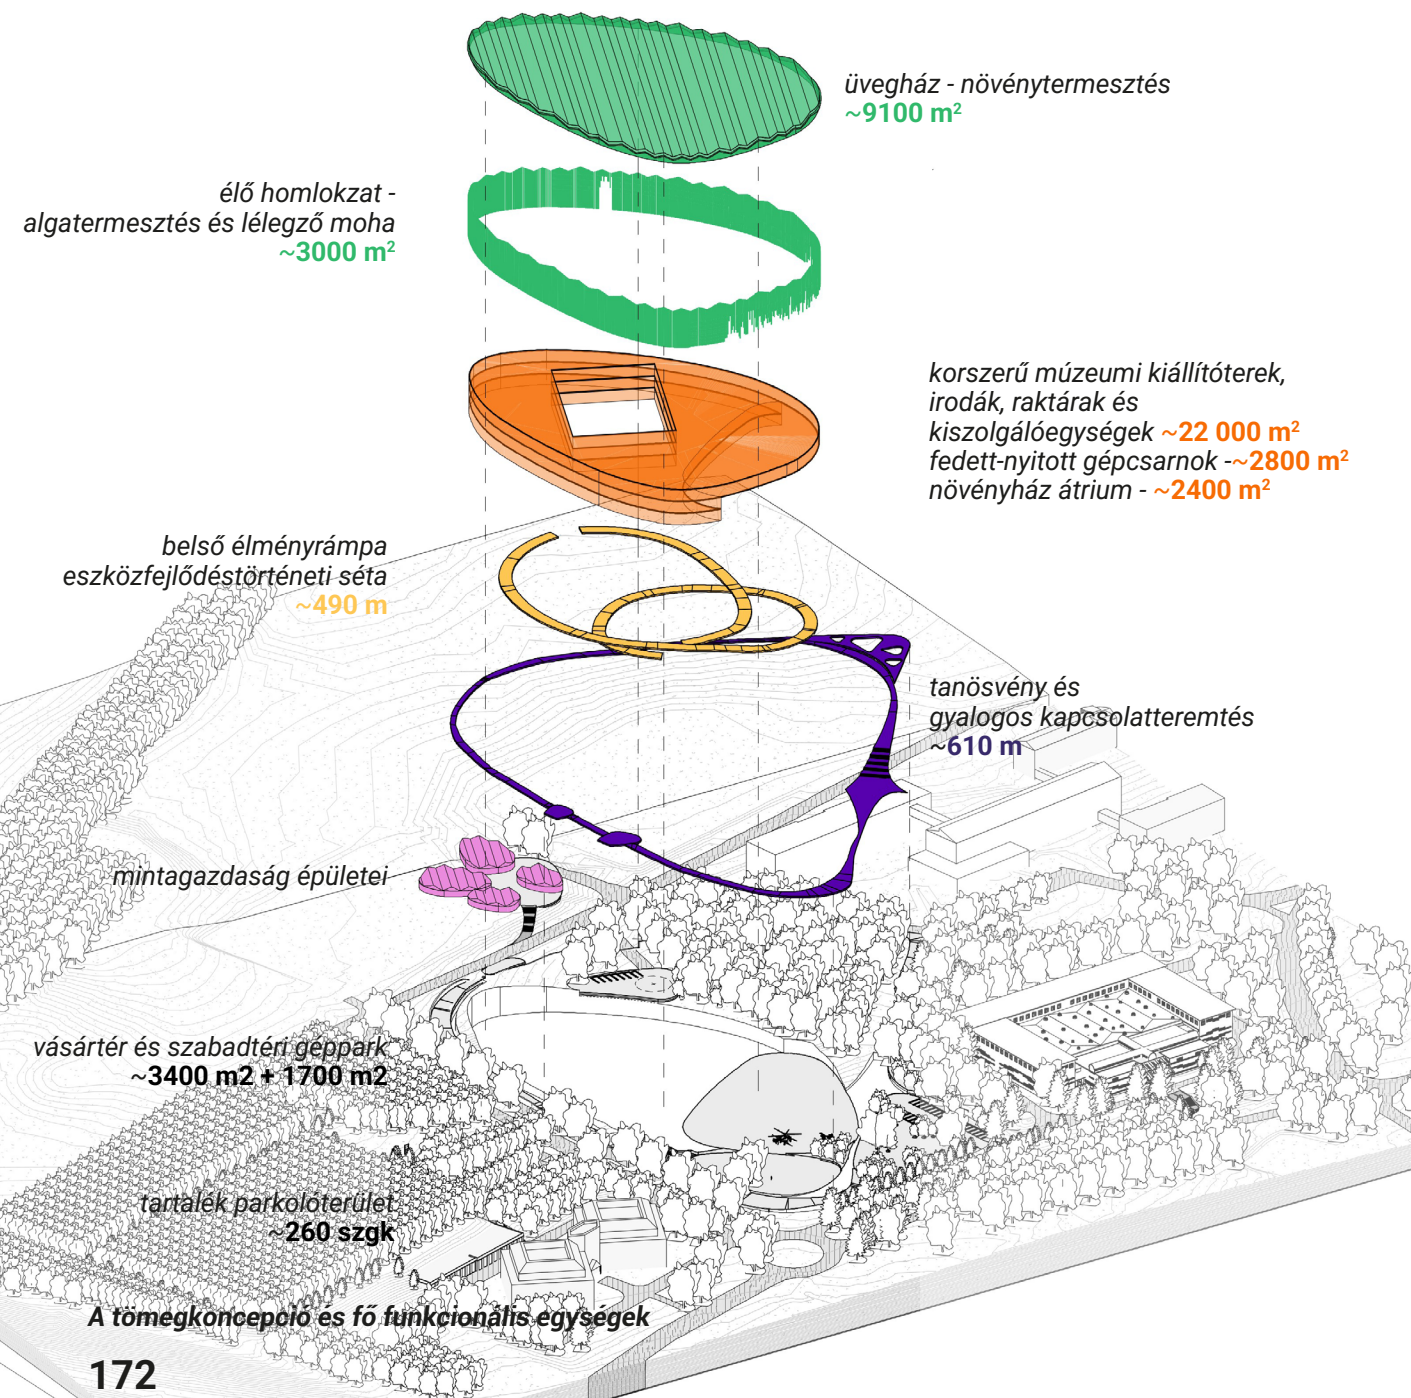 üvegház - növénytermesztés
~9100 m²
élő homlokzat -
algatermesztés és lélegző moha
~3000 m²
korszerű múzeumi kiállítóterek,
irodák, raktárak és
kiszolgálóegységek ~22 000 m²
fedett-nyitott gépcsarnok -~2800 m²
növényház átrium - ~2400 m²
belső élményrámpa
eszközfejlődéstörténeti séta
~490 m
tanösvény és
gyalogos kapcsolatteremtés
~610 m
mintagazdaság épületei
vásártér és szabadtéri géppark
~3400 m2 + 1700 m2
tartalék parkolóterület
~260 szgk
A tömegkoncepció és fő funkcionális egységek
172